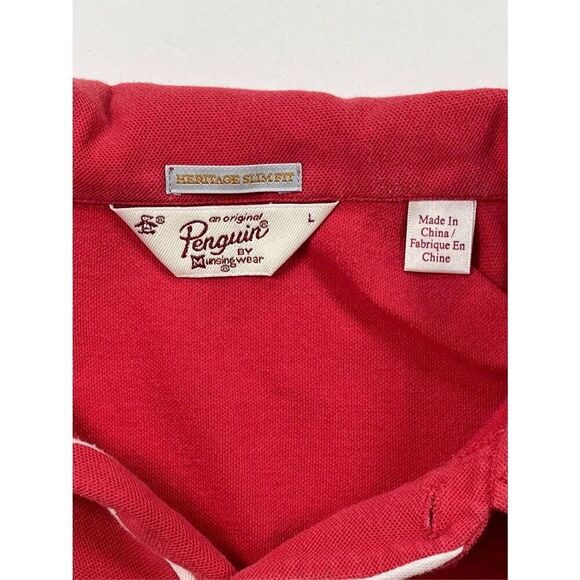 HERITAGE SLIM FIT
an original L
Penguin®
BY
Munsingwear
®
Made In
China/
Fabrique En
Chine